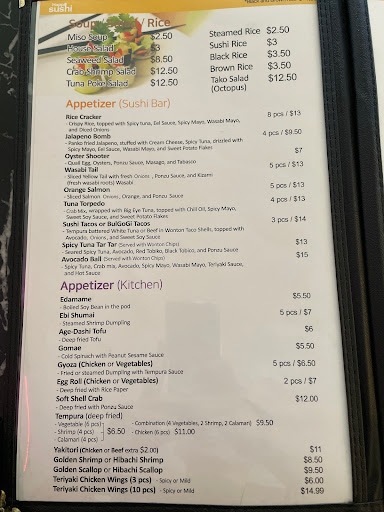 sushi
Soup / Rice
Miso Soup $2.50
House Salad $3
Seaweed Salad $8.50
Crab Shrimp Salad $12.50
Tuna Poke Salad $12.50
Steamed Rice $2.50
Sushi Rice $3
Black Rice $3.50
Brown Rice $3.50
Tako Salad $12.50
(Octopus)
Appetizer (Sushi Bar)
Rice Cracker 8 pcs / $13
- Crispy Rice, topped with Spicy tuna, Eel Sauce, Spicy Mayo, Wasabi Mayo,
and Diced Onions
Jalapeno Bomb 4 pcs / $9.50
- Panko fried Jalapeno, stuffed with Cream Cheese, Spicy Tuna, drizzled with
Spicy Mayo, Eel Sauce, Wasabi Mayo, and Sweet Potato Flakes
Oyster Shooter $7
- Quail Egg, Oysters, Ponzu Sauce, Masago, and Tabasco
Wasabi Tail 5 pcs / $13
- Sliced Yellow Tail with fresh Onions , Ponzu Sauce, and Kizami
(fresh wasabi roots) Wasabi
Orange Salmon 5 pcs / $13
- Sliced Salmon Onions, Orange, and Ponzu Sauce
Tuna Torpedo 4 pcs / $13
- Crab Mix, wrapped with Big Eye Tuna, topped with Chili Oil, Spicy Mayo,
Sweet Soy Sauce, and Sweet Potato Flakes
Sushi Tacos or BulGoGi Tacos 3 pcs / $14
- Tempura battered White Tuna or Beef in Wonton Taco Shells, topped with
Avocado, Onions, and Sweet Soy Sauce
Spicy Tuna Tar Tar (Served with Wonton Chips) $13
- Seared Spicy Tuna, Avocado, Red Tobiko, Black Tobico, and Ponzu Sauce
Avocado Ball (Served with Wonton Chips) $15
- Spicy Tuna, Crab mix, Avocado, Spicy Mayo, Wasabi Mayo, Teriyaki Sauce,
and Hot Sauce
Appetizer (Kitchen)
Edamame $5.50
- Boiled Soy Bean in the pod
Ebi Shumai 5 pcs / $7
- Steamed Shrimp Dumpling
Age-Dashi Tofu $6
- Deep fried Tofu
Gomae $5.50
- Cold Spinach with Peanut Sesame Sauce
Gyoza (Chicken or Vegetables) 5 pcs / $6.50
- Fried or steamed Dumpling with Tempura Sauce
Egg Roll (Chicken or Vegetables) 2 pcs / $7
- Deep fried with Rice Paper
Soft Shell Crab $12.00
- Deep fried with Ponzu Sauce
Tempura (deep fried)
- Vegetable (6 pcs) - Combination (4 Vegetables, 2 Shrimp, 2 Calamari) $9.50
- Shrimp (4 pcs) $6.50 - Chicken (6 pcs) $11.00
- Calamari (4 pcs)
Yakitori (Chicken or Beef extra $2.00) $11
Golden Shrimp or Hibachi Shrimp $8.50
Golden Scallop or Hibachi Scallop $9.50
Teriyaki Chicken Wings (3 pcs) - Spicy or Mild $6.00
Teriyaki Chicken Wings (10 pcs) - Spicy or Mild $14.99